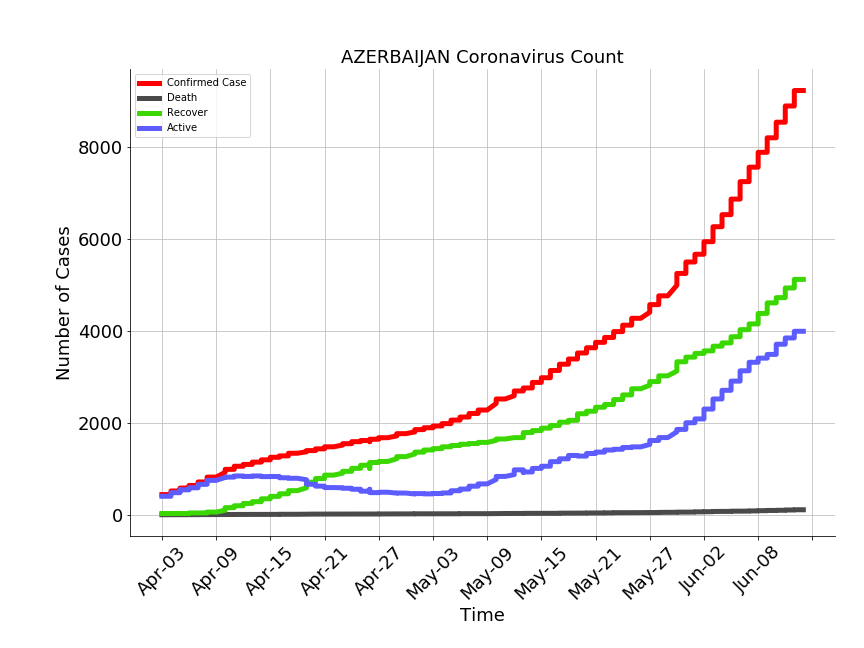 AZERBAIJAN Coronavirus Count
Confirmed Case
Death
Recover
Active
Number of Cases
8000
6000
4000
2000
0
Apr-03
Apr-09
Apr-15
Apr-21
Apr-27
May-03
May-09
May-15
May-21
May-27
Jun-02
Jun-08
Time